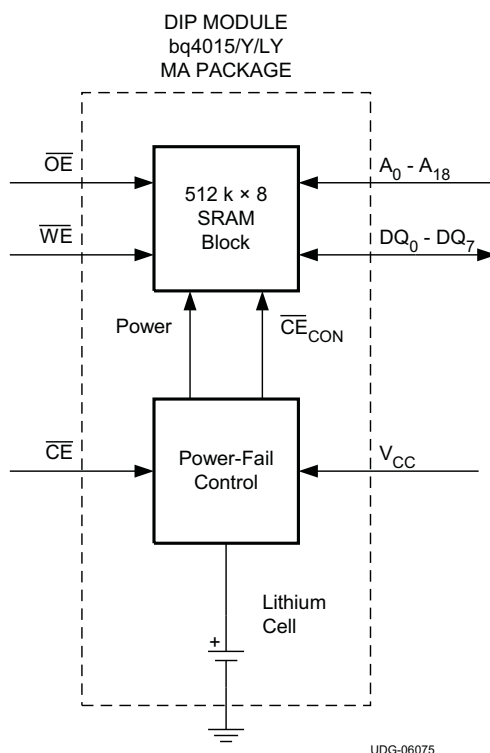 DIP MODULE
bq4015/Y/LY
MA PACKAGE
OE
A0 - A18
512 k × 8
SRAM
Block
WE
DQ0 - DQ7
Power
CECON
CE
Power-Fail
Control
VCC
Lithium
Cell
+
UDG-06075